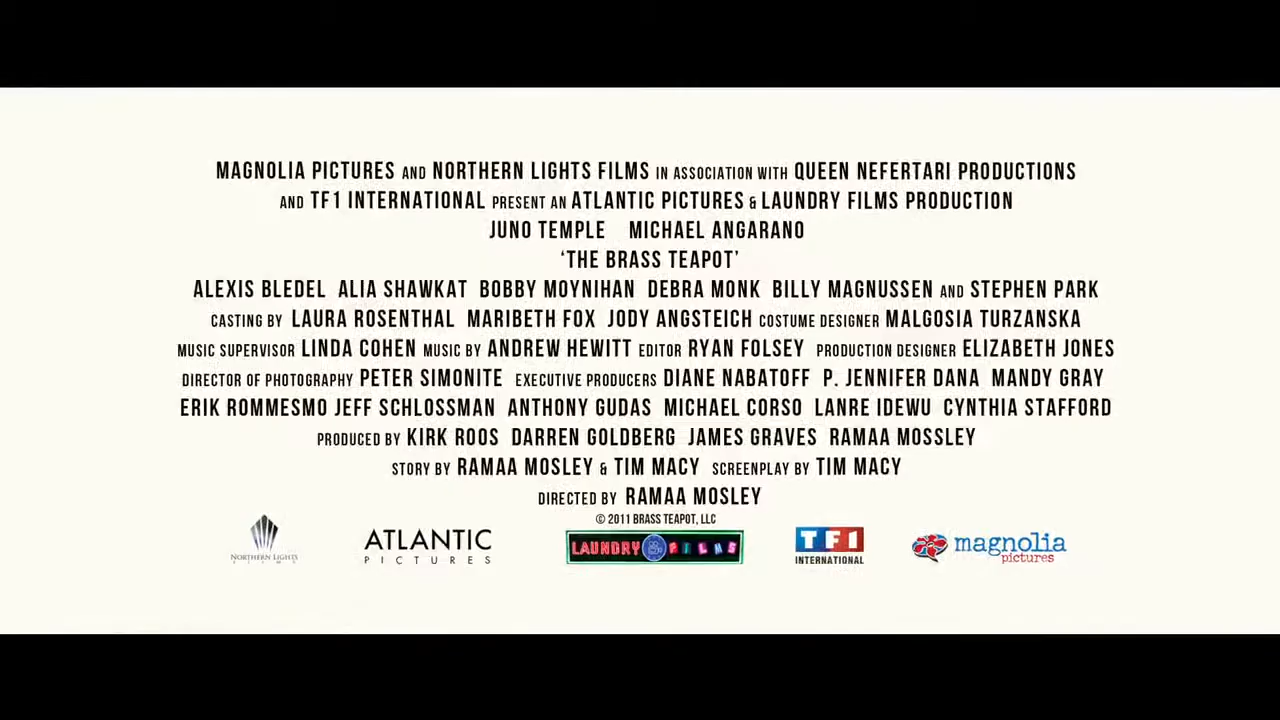 MAGNOLIA PICTURES AND NORTHERN LIGHTS FILMS IN ASSOCIATION WITH QUEEN NEFERTARI PRODUCTIONS
AND TF1 INTERNATIONAL PRESENT AN ATLANTIC PICTURES & LAUNDRY FILMS PRODUCTION
JUNO TEMPLE MICHAEL ANGARANO
‘THE BRASS TEAPOT’
ALEXIS BLEDEL ALIA SHAWKAT BOBBY MOYNIHAN DEBRA MONK BILLY MAGNUSSEN AND STEPHEN PARK
CASTING BY LAURA ROSENTHAL MARIBETH FOX JODY ANGSTEICH COSTUME DESIGNER MALGOSIA TURZANSKA
MUSIC SUPERVISOR LINDA COHEN MUSIC BY ANDREW HEWITT EDITOR RYAN FOLSEY PRODUCTION DESIGNER ELIZABETH JONES
DIRECTOR OF PHOTOGRAPHY PETER SIMONITE EXECUTIVE PRODUCERS DIANE NABATOFF P. JENNIFER DANA MANDY GRAY
ERIK ROMMESMO JEFF SCHLOSSMAN ANTHONY GUDAS MICHAEL CORSO LANRE IDEWU CYNTHIA STAFFORD
PRODUCED BY KIRK ROOS DARREN GOLDBERG JAMES GRAVES RAMAA MOSSLEY
STORY BY RAMAA MOSLEY & TIM MACY SCREENPLAY BY TIM MACY
DIRECTED BY RAMAA MOSLEY
© 2011 BRASS TEAPOT, LLC
NORTHERN LIGHTS
FILMS
ATLANTIC
PICTURES
LAUNDRY FILMS
TF1
INTERNATIONAL
magnolia
pictures